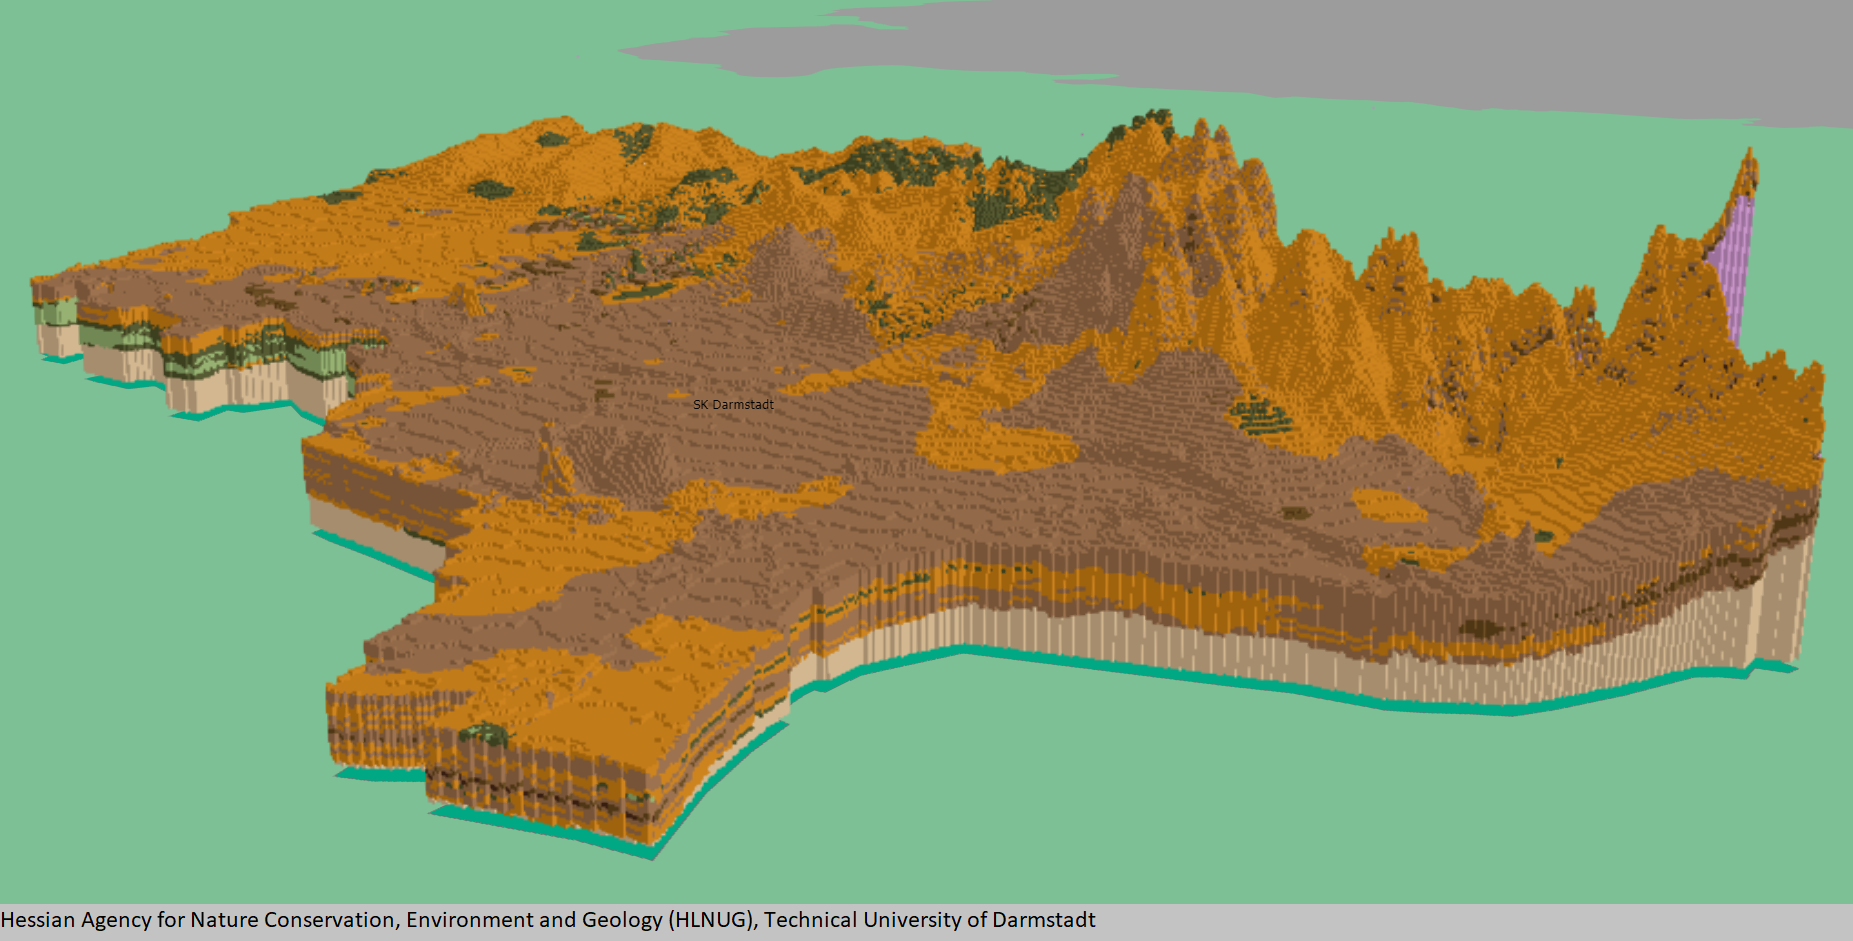 SK Darmstadt
Hessian Agency for Nature Conservation, Environment and Geology (HLNUG), Technical University of Darmstadt